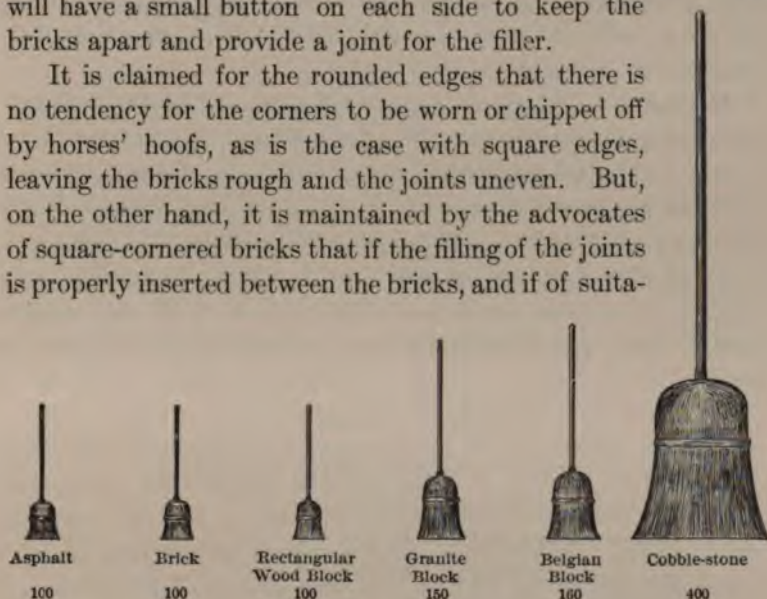 will have a small button on each side to keep the
bricks apart and provide a joint for the filler.
It is claimed for the rounded edges that there is
no tendency for the corners to be worn or chipped off
by horses' hoofs, as is the case with square edges,
leaving the bricks rough and the joints uneven. But,
on the other hand, it is maintained by the advocates
of square-cornered bricks that if the filling of the joints
is properly inserted between the bricks, and if of suita-
Asphalt Brick Rectangular Granite Belgian Cobble-stone
Wood Block Block Block
100 100 100 150 160 400